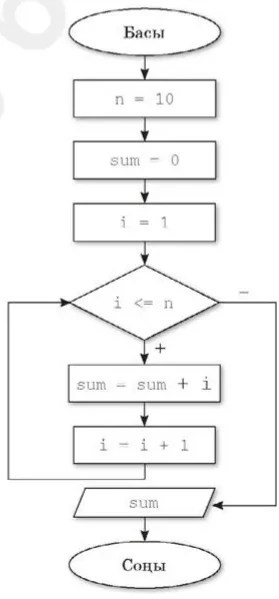 Басы
n = 10
sum = 0
i = 1
i <= n
–
+
sum = sum + i
i = i + 1
sum
Соңы